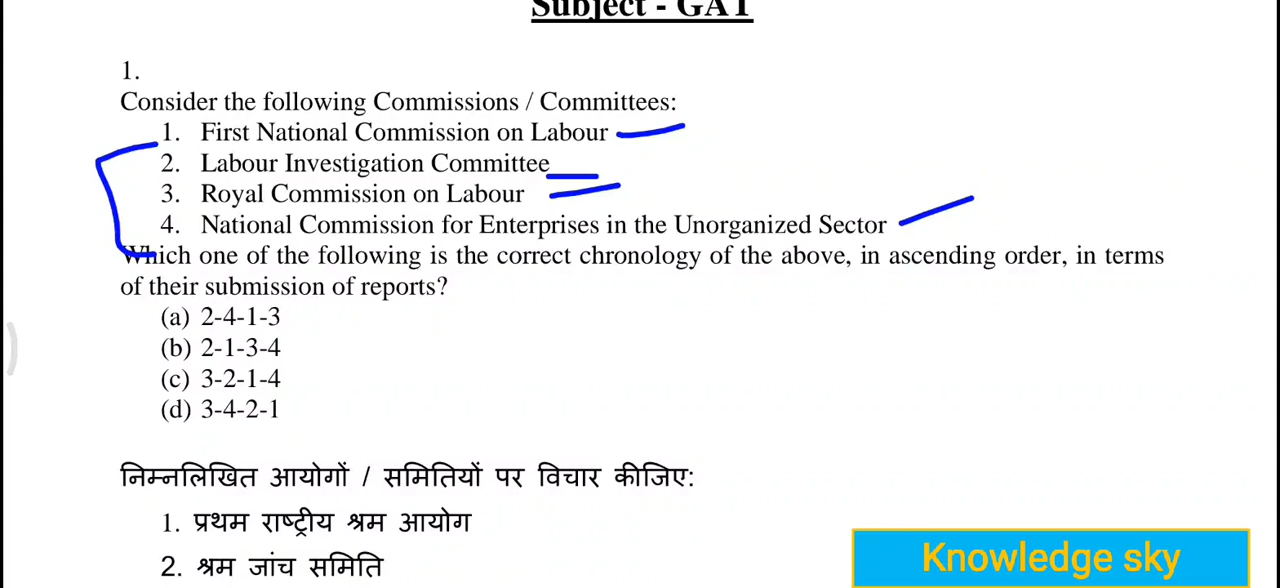 Subject - GAT
1.
Consider the following Commissions / Committees:
1. First National Commission on Labour
2. Labour Investigation Committee
3. Royal Commission on Labour
4. National Commission for Enterprises in the Unorganized Sector
Which one of the following is the correct chronology of the above, in ascending order, in terms
of their submission of reports?
(a) 2-4-1-3
(b) 2-1-3-4
(c) 3-2-1-4
(d) 3-4-2-1
निम्नलिखित आयोगों / समितियों पर विचार कीजिए:
1. प्रथम राष्ट्रीय श्रम आयोग
2. श्रम जांच समिति
Knowledge sky